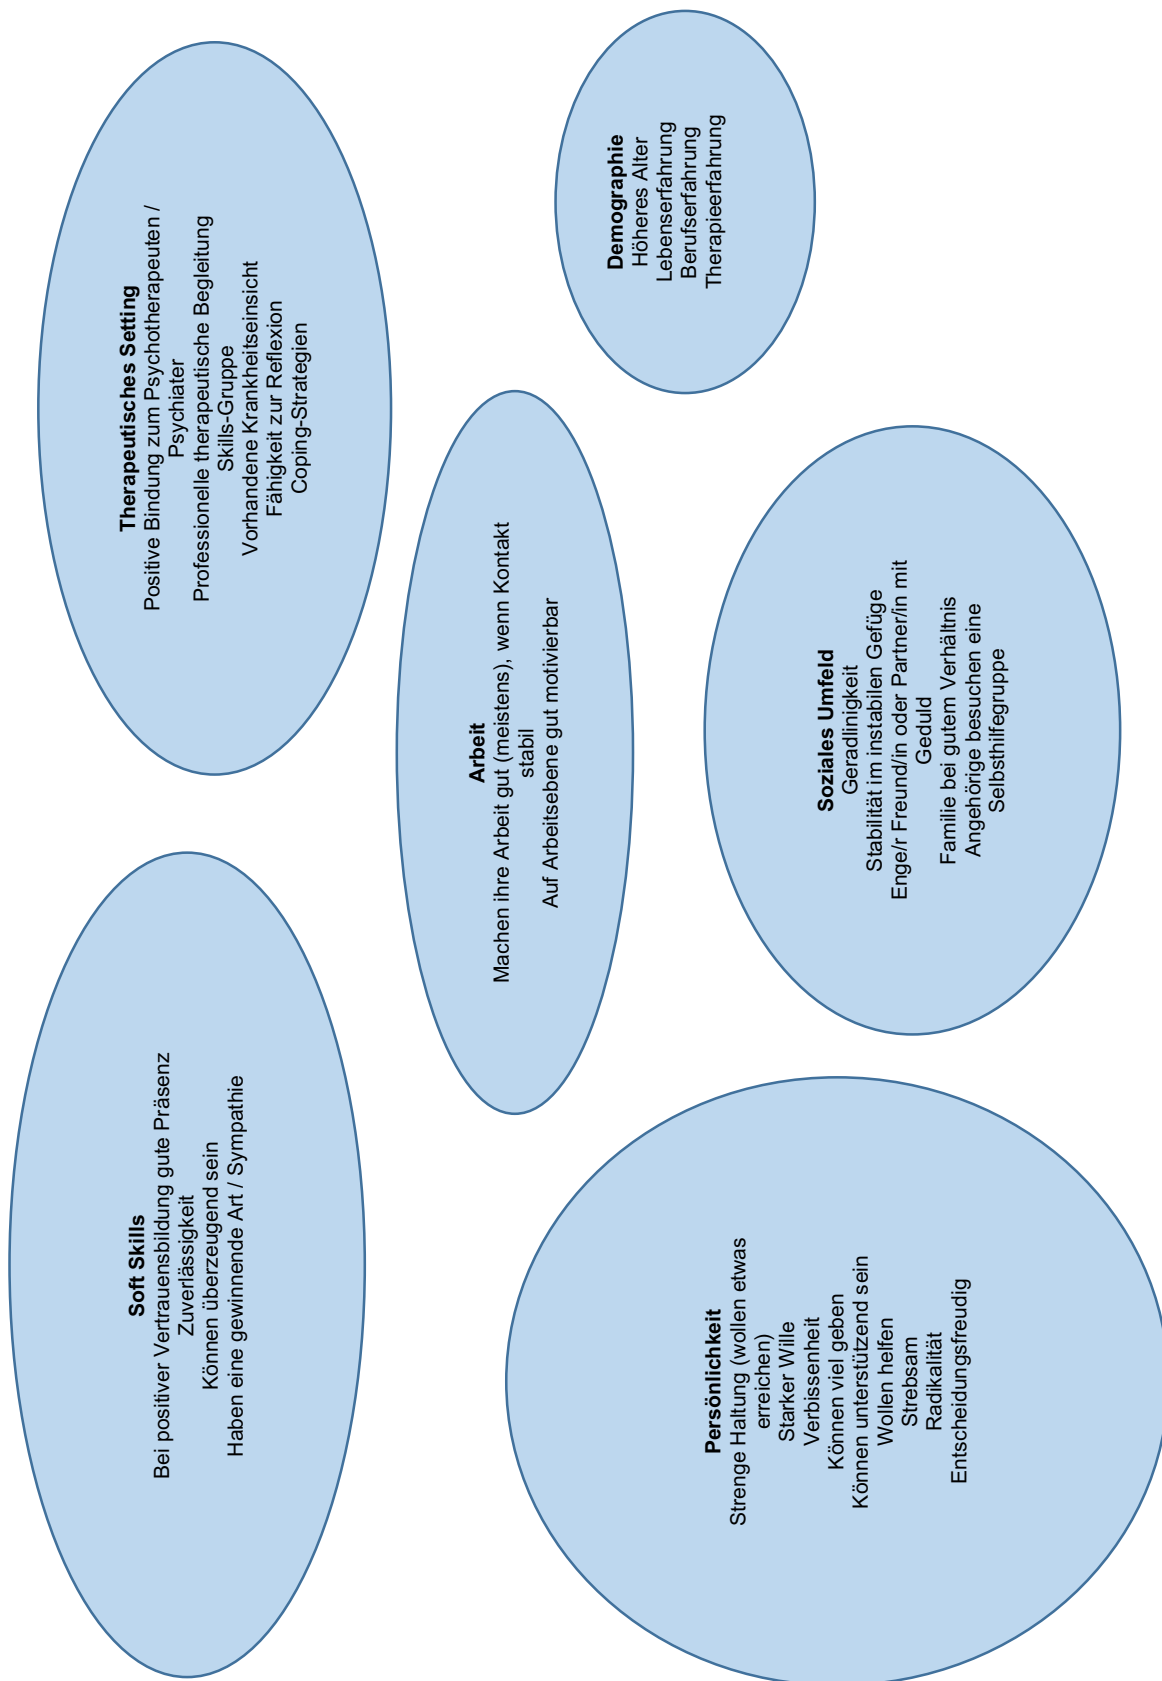 Soft Skills
Bei positiver Vertrauensbildung gute Präsenz
Zuverlässigkeit
Können überzeugend sein
Haben eine gewinnende Art / Sympathie
Therapeutisches Setting
Positive Bindung zum Psychotherapeuten /
Psychiater
Professionelle therapeutische Begleitung
Skills-Gruppe
Vorhandene Krankheitseinsicht
Fähigkeit zur Reflexion
Coping-Strategien
Arbeit
Machen ihre Arbeit gut (meistens), wenn Kontakt
stabil
Auf Arbeitsebene gut motivierbar
Persönlichkeit
Strenge Haltung (wollen etwas
erreichen)
Starker Wille
Verbissenheit
Können viel geben
Können unterstützend sein
Wollen helfen
Strebsam
Radikalität
Entscheidungsfreudig
Soziales Umfeld
Geradlinigkeit
Stabilität im instabilen Gefüge
Enge/r Freund/in oder Partner/in mit
Geduld
Familie bei gutem Verhältnis
Angehörige besuchen eine
Selbsthilfegruppe
Demographie
Höheres Alter
Lebenserfahrung
Berufserfahrung
Therapieerfahrung